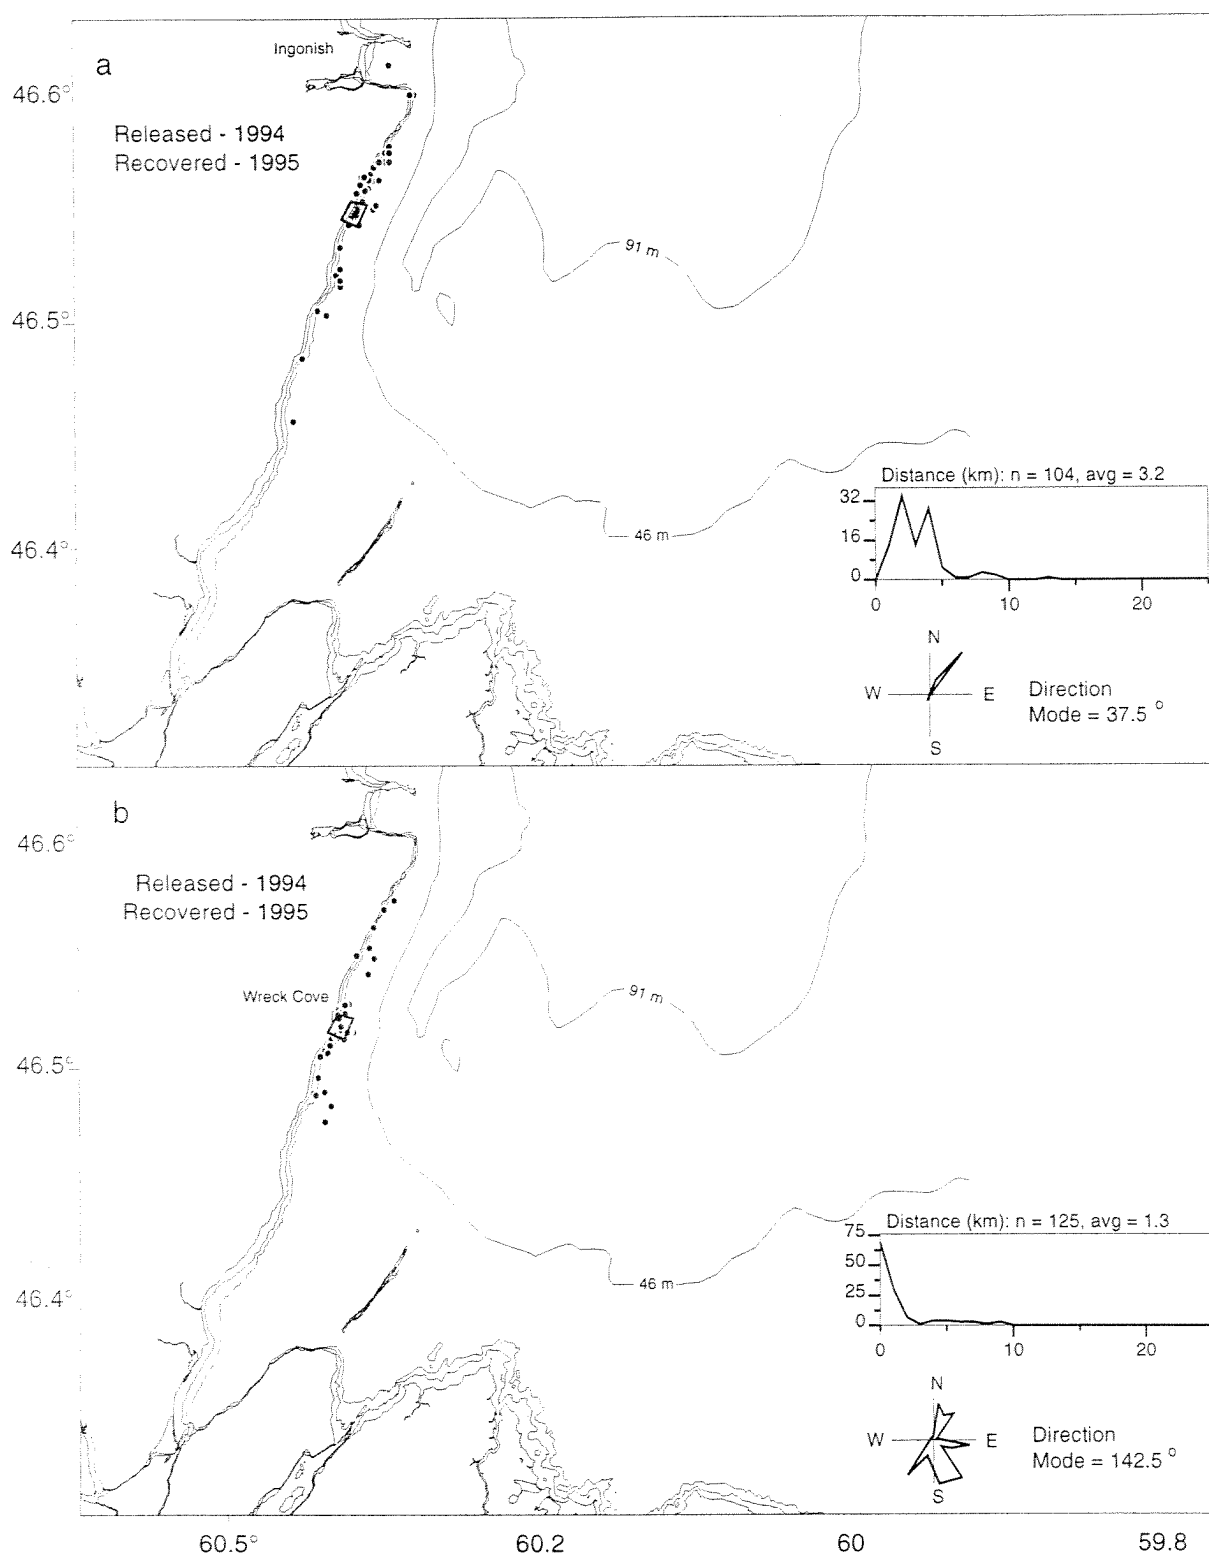 a
Ingonish
46.6°
Released - 1994
Recovered - 1995
91 m
46.5°
Distance (km): n = 104, avg = 3.2
32
16
0
0 10 20
46 m
46.4°
N
W E
S
Direction
Mode = 37.5 °
b
46.6°
Released - 1994
Recovered - 1995
Wreck Cove
91 m
46.5°
Distance (km): n = 125, avg = 1.3
75
50
25
0
0 10 20
46 m
46.4°
N
W E
S
Direction
Mode = 142.5 °
60.5° 60.2 60 59.8